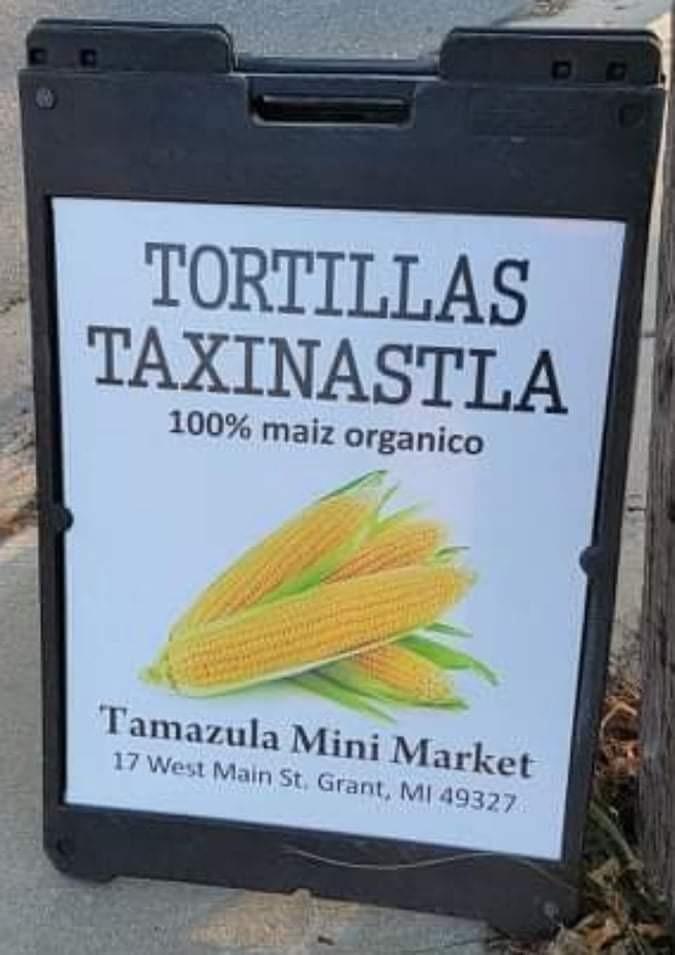 TORTILLAS
TAXINASTLA
100% maiz organico
Tamazula Mini Market
17 West Main St. Grant, MI 49327